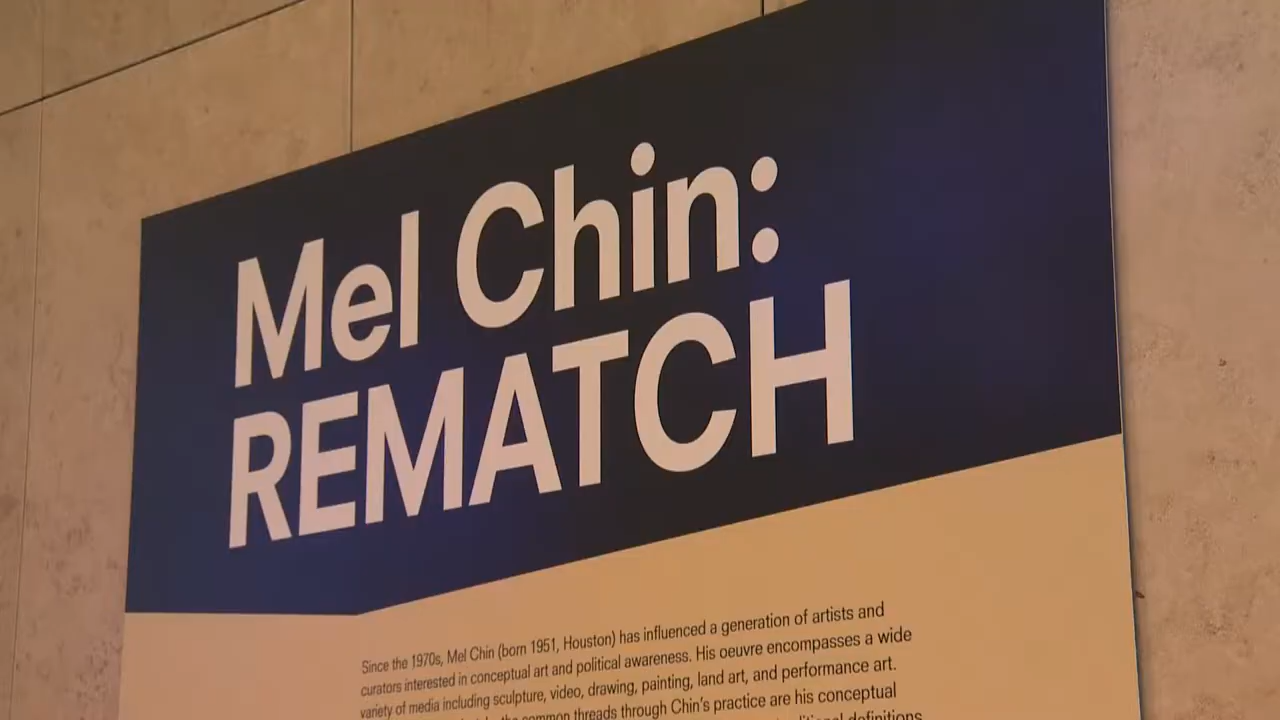 Mel Chin:
REMATCH
Since the 1970s, Mel Chin (born 1951, Houston) has influenced a generation of artists and
curators interested in conceptual art and political awareness. His oeuvre encompasses a wide
variety of media including sculpture, video, drawing, painting, land art, and performance art.
common threads through Chin's practice are his conceptual
definitions